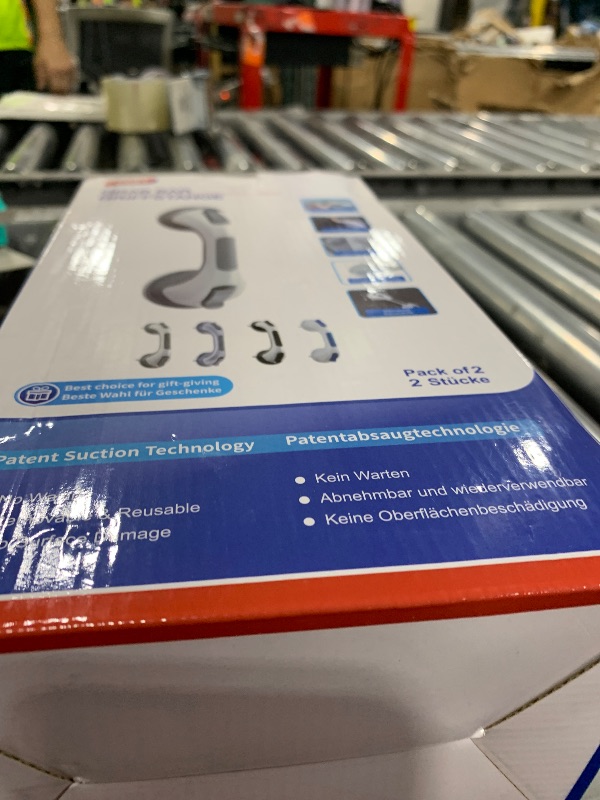 Pack of 2
2 Stücke
Best choice for gift-giving
Beste Wahl für Geschenke
Patent Suction Technology
& Reusable
Damage
Patentabsaugtechnologie
Kein Warten
Abnehmbar und wiederverwendbar
Keine Oberflächenbeschädigung